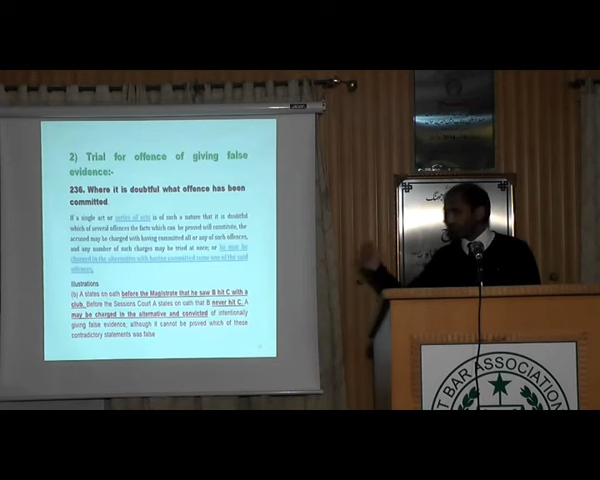 acer
2) Trial for offence of giving false
evidence:-
236. Where it is doubtful what offence has been
committed
If a single act or series of acts is of such a nature that it is doubtful
which of several offences the facts which can be proved will constitute, the
accused may be charged with having committed all or any of such offences,
and any number of such charges may be tried at once; or he may be
charged in the alternative with having committed some one of the said
offences.
Illustrations
(b) A states on oath before the Magistrate that he saw B hit C with a
club. Before the Sessions Court A states on oath that B never hit C. A
may be charged in the alternative and convicted of intentionally
giving false evidence, although it cannot be proved which of these
contradictory statements was false
T BAR ASSOCIATION